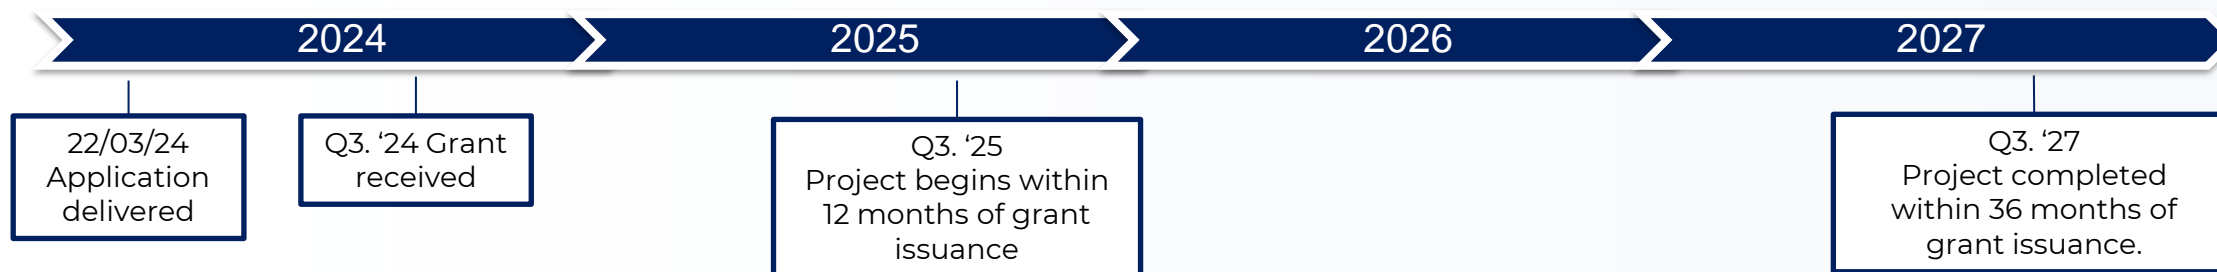 2024
2025
2026
2027
22/03/24
Application
delivered
Q3. ‘24 Grant
received
Q3. ‘25
Project begins within
12 months of grant
issuance
Q3. ‘27
Project completed
within 36 months of
grant issuance.